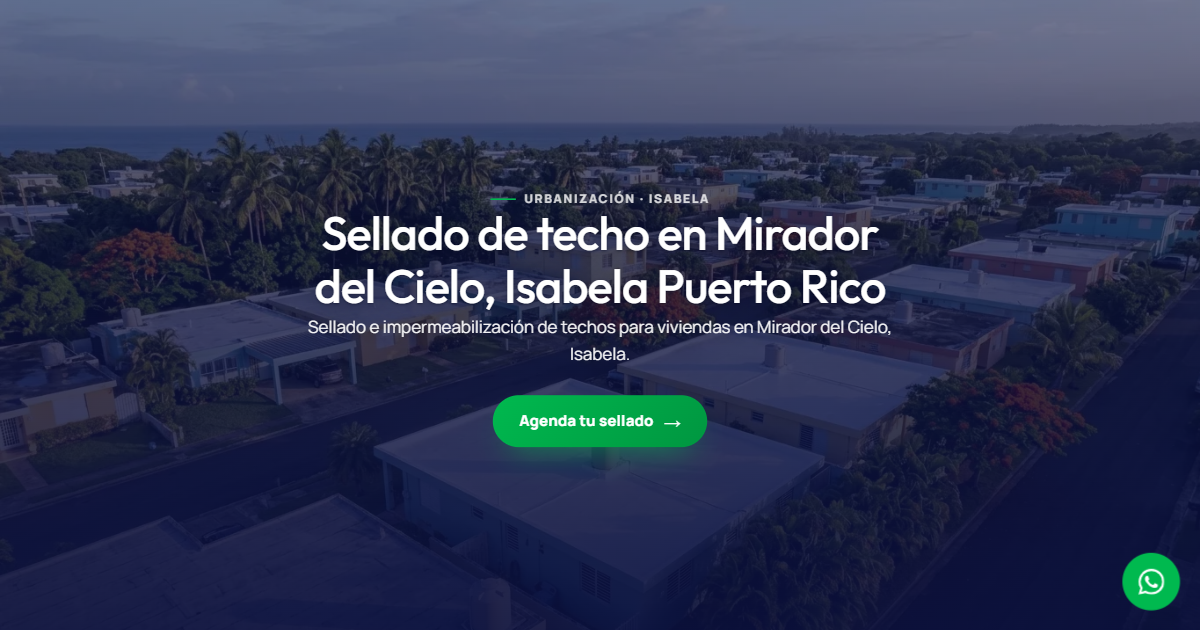 URBANIZACIÓN · ISABELA
Sellado de techo en Mirador
del Cielo, Isabela Puerto Rico
Sellado e impermeabilización de techos para viviendas en Mirador del Cielo,
Isabela.
Agenda tu sellado →